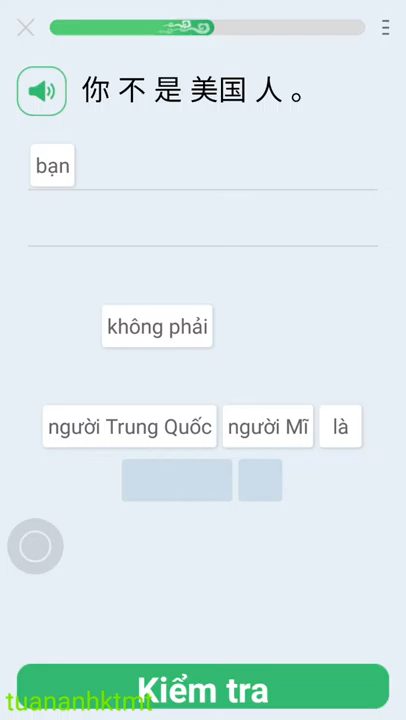 你不是美国人。
bạn
không phải
người Trung Quốc người Mĩ là
Kiểm tra
tuananhktmt